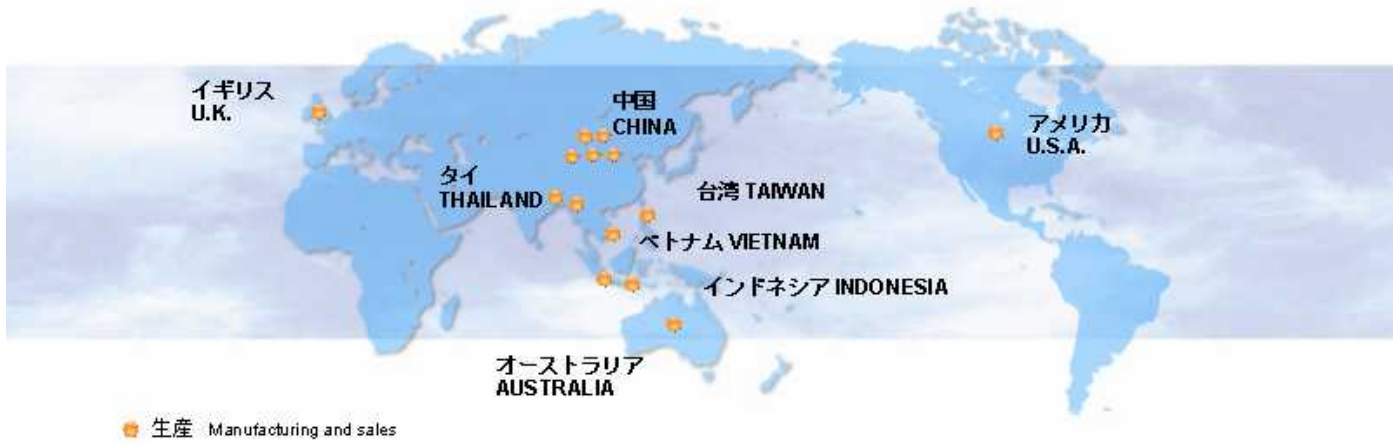 イギリス
U.K.
中国
CHINA
アメリカ
U.S.A.
タイ
THAILAND
台湾 TAIWAN
ベトナム VIETNAM
インドネシア INDONESIA
オーストラリア
AUSTRALIA
生産 Manufacturing and sales